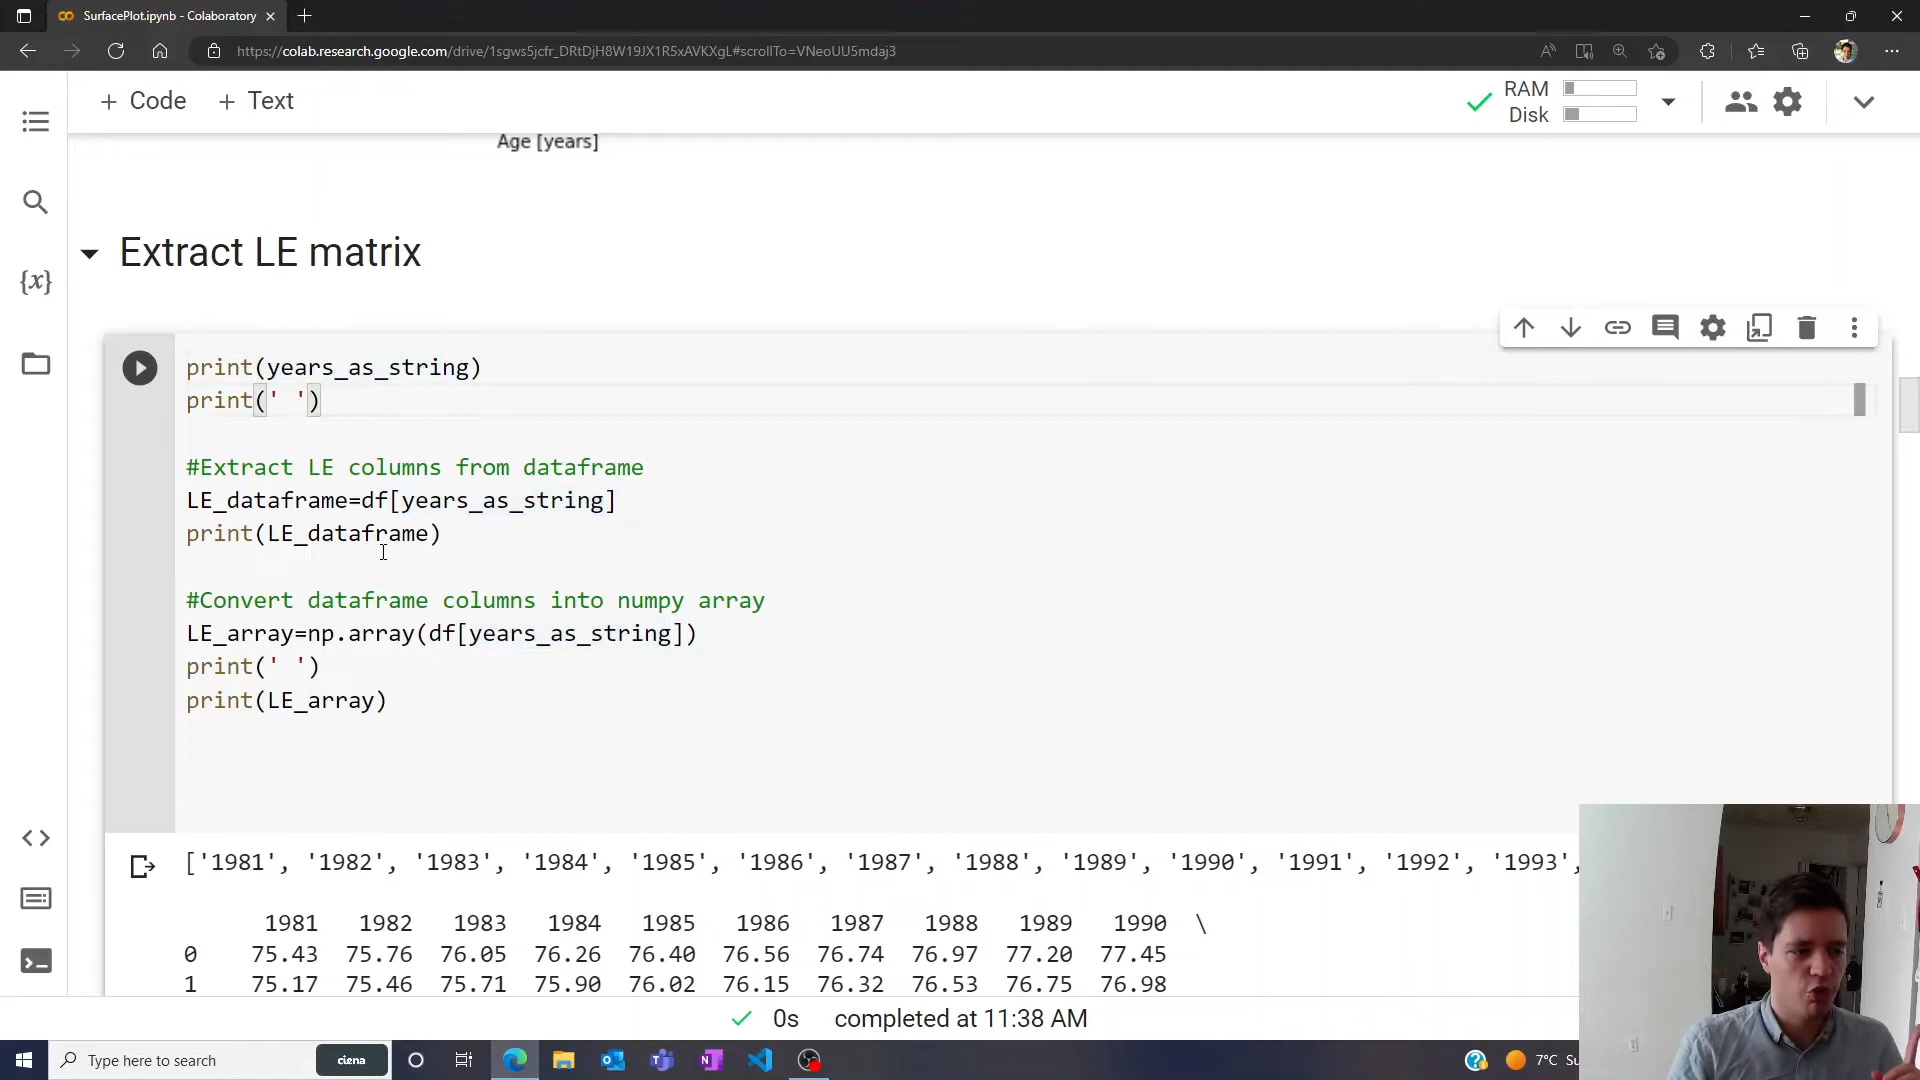 SurfacePlot.ipynb - Colaboratory
https://colab.research.google.com/drive/1sgws5jcfr_DRtDjH8W19JX1R5xAVKXgL#scrollTo=VNeoUU5mdaj3
+ Code + Text
RAM
Disk
Age [years]
Extract LE matrix
{x}
print(years_as_string)
print(' ')
#Extract LE columns from dataframe
LE_dataframe=df[years_as_string]
print(LE_dataframe)
#Convert dataframe columns into numpy array
LE_array=np.array(df[years_as_string])
print(' ')
print(LE_array)
['1981', '1982', '1983', '1984', '1985', '1986', '1987', '1988', '1989', '1990', '1991', '1992', '1993',
1981 1982 1983 1984 1985 1986 1987 1988 1989 1990 \
0 75.43 75.76 76.05 76.26 76.40 76.56 76.74 76.97 77.20 77.45
1 75.17 75.46 75.71 75.90 76.02 76.15 76.32 76.53 76.75 76.98
0s completed at 11:38 AM
Type here to search
ciena
7°C Su